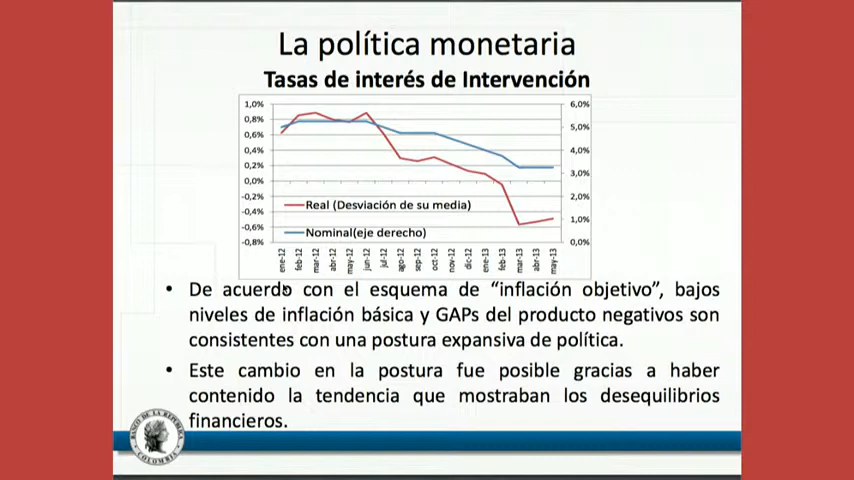 La política monetaria
Tasas de interés de Intervención
1,0%
0,8%
0,6%
0,4%
0,2%
0,0%
-0,2%
-0,4%
-0,6%
-0,8%
6,0%
5,0%
4,0%
3,0%
2,0%
1,0%
0,0%
Real (Desviación de su media)
Nominal(eje derecho)
ene-12
feb-12
mar-12
abr-12
may-12
jun-12
jul-12
ago-12
sep-12
oct-12
nov-12
dic-12
ene-13
feb-13
mar-13
abr-13
may-13
• De acuerdo con el esquema de “inflación objetivo”, bajos
niveles de inflación básica y GAPs del producto negativos son
consistentes con una postura expansiva de política.
• Este cambio en la postura fue posible gracias a haber
contenido la tendencia que mostraban los desequilibrios
financieros.
BANCO DE LA REPUBLICA
COLOMBIA